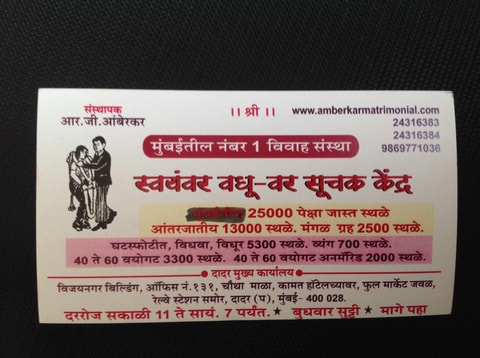 संस्थापक
आर.जी.आंबेरकर
।। श्री ।।
www.amberkarmatrimonial.com
24316383
24316384
9869771036
मुंबईतील नंबर 1 विवाह संस्था
स्वयंवर वधू-वर सूचक केंद्र
25000 पेक्षा जास्त स्थळे
आंतरजातीय 13000 स्थळे. मंगळ ग्रह 2500 स्थळे.
घटस्फोटीत, विधवा, विधूर 5300 स्थळे. व्यंग 700 स्थळे.
40 ते 60 वयोगट 3300 स्थळे. 40 ते 60 वयोगट अनमॅरिड 2000 स्थळे.
दादर मुख्य कार्यालय
विजयनगर बिल्डिंग, ऑफिस नं.१३१, चौथा माळा, कामत हॉटेलच्यावर, फुल मार्केट जवळ,
रेल्वे स्टेशन समोर, दादर (प), मुंबई- 400 028.
दररोज सकाळी 11 ते सायं. 7 पर्यंत. * बुधवार सुट्टी * मागे पहा